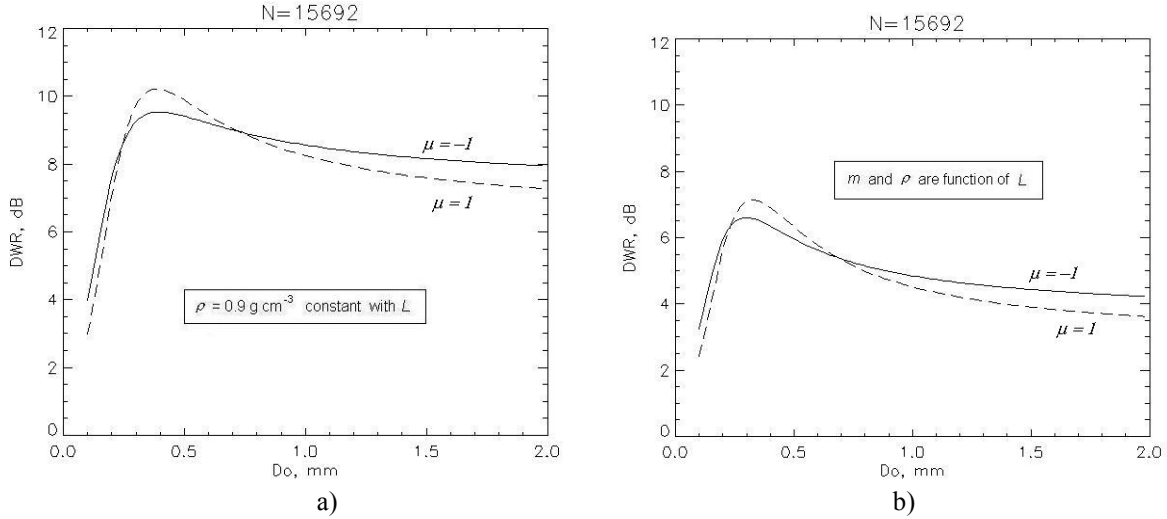 N=15692
12
10
8
6
4
2
0
DWR, dB
μ = −1
μ = 1
ρ = 0.9 g cm⁻³ constant with L
0.0 0.5 1.0 1.5 2.0
Do, mm
a)
N=15692
12
10
8
6
4
2
0
DWR, dB
m and ρ are function of L
μ = −1
μ = 1
0.0 0.5 1.0 1.5 2.0
Do, mm
b)